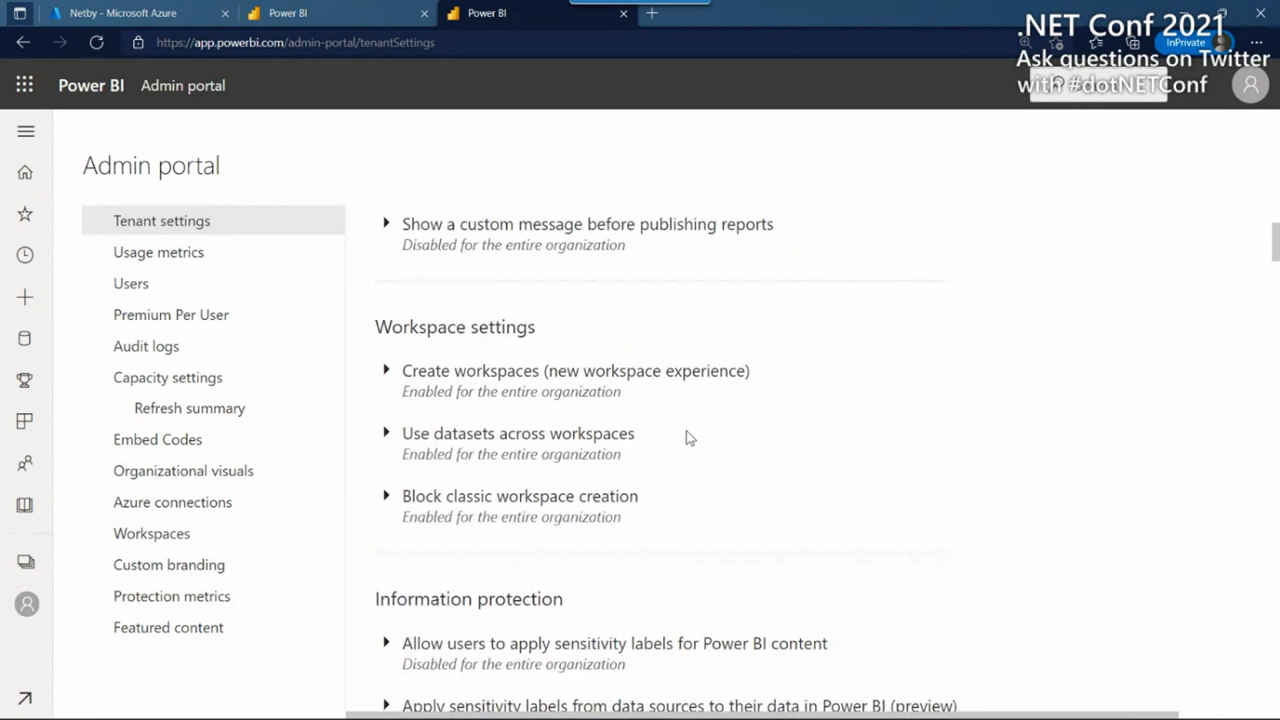 Netby - Microsoft Azure
Power BI
Power BI
https://app.powerbi.com/admin-portal/tenantSettings
InPrivate
.NET Conf 2021
Ask questions on Twitter
with #dotNETConf
Power BI
Admin portal
Admin portal
Tenant settings
Usage metrics
Users
Premium Per User
Audit logs
Capacity settings
Refresh summary
Embed Codes
Organizational visuals
Azure connections
Workspaces
Custom branding
Protection metrics
Featured content
Show a custom message before publishing reports
Disabled for the entire organization
Workspace settings
Create workspaces (new workspace experience)
Enabled for the entire organization
Use datasets across workspaces
Enabled for the entire organization
Block classic workspace creation
Enabled for the entire organization
Information protection
Allow users to apply sensitivity labels for Power BI content
Disabled for the entire organization
Apply sensitivity labels from data sources to their data in Power BI (preview)